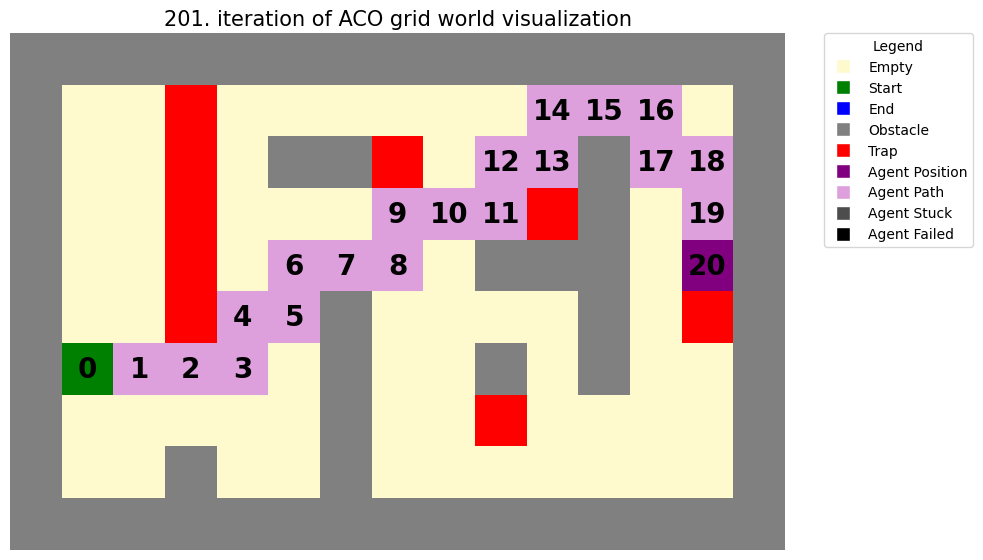 201. iteration of ACO grid world visualization
Legend
Empty
Start
End
Obstacle
Trap
Agent Position
Agent Path
Agent Stuck
Agent Failed
14 15 16
12 13 17 18
9 10 11 19
6 7 8 20
4 5
0 1 2 3